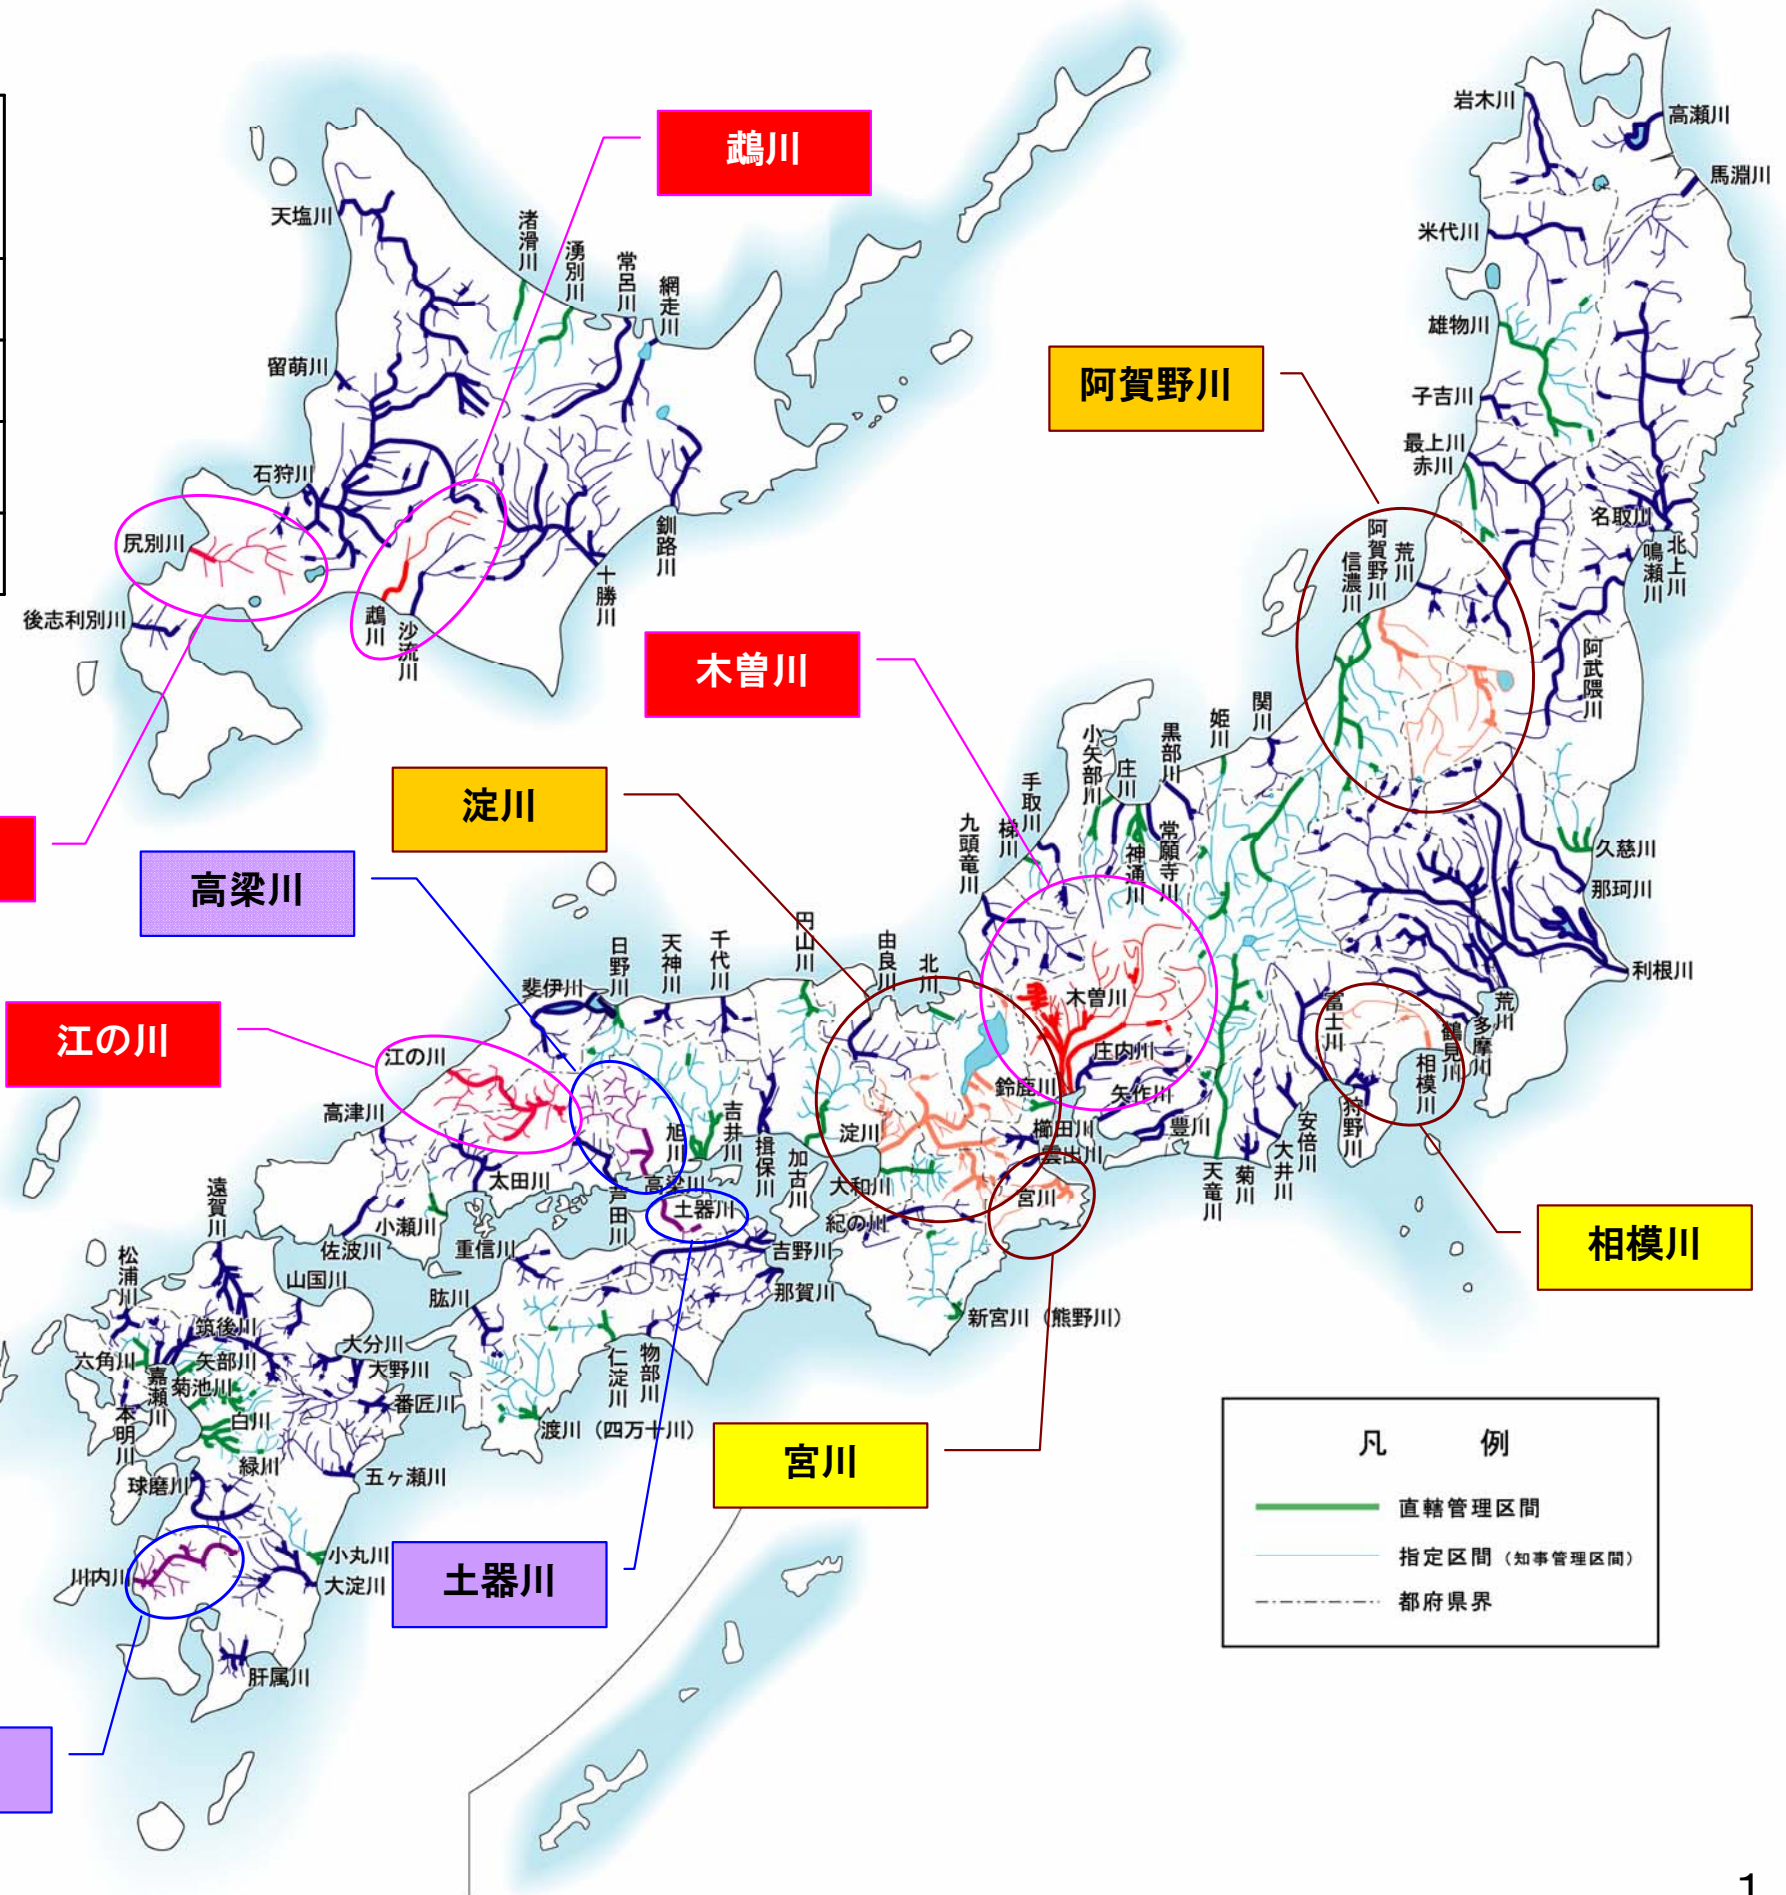 鵡川
岩木川
高瀬川
馬淵川
天塩川
渚滑川
湧別川
常呂川
網走川
米代川
雄物川
留萌川
阿賀野川
子吉川
最上川
赤川
石狩川
尻別川
釧路川
名取川
北上川
鳴瀬川
阿賀野川
荒川
信濃川
十勝川
後志利別川
鵡川
沙流川
木曽川
阿武隈川
関川
姫川
黒部川
小矢部川
庄川
手取川
梯川
九頭竜川
神通川
常願寺川
淀川
高梁川
久慈川
那珂川
円山川
由良川
北川
日野川
天神川
千代川
斐伊川
利根川
木曽川
富士川
荒川
多摩川
鶴見川
相模川
江の川
江の川
庄内川
鈴鹿川
矢作川
高津川
吉井川
旭川
揖保川
加古川
淀川
櫛田川
雲出川
豊川
安倍川
狩野川
大井川
菊川
天竜川
太田川
高梁川
芦田川
土器川
大和川
宮川
紀の川
小瀬川
佐波川
遠賀川
重信川
吉野川
那賀川
相模川
松浦川
山国川
肱川
新宮川（熊野川）
筑後川
大分川
六角川
矢部川
大野川
嘉瀬川
菊池川
番匠川
仁淀川
物部川
本明川
白川
渡川（四万十川）
緑川
球磨川
五ヶ瀬川
宮川
土器川
川内川
小丸川
大淀川
肝属川
凡　例
直轄管理区間
指定区間（知事管理区間）
都府県界
1